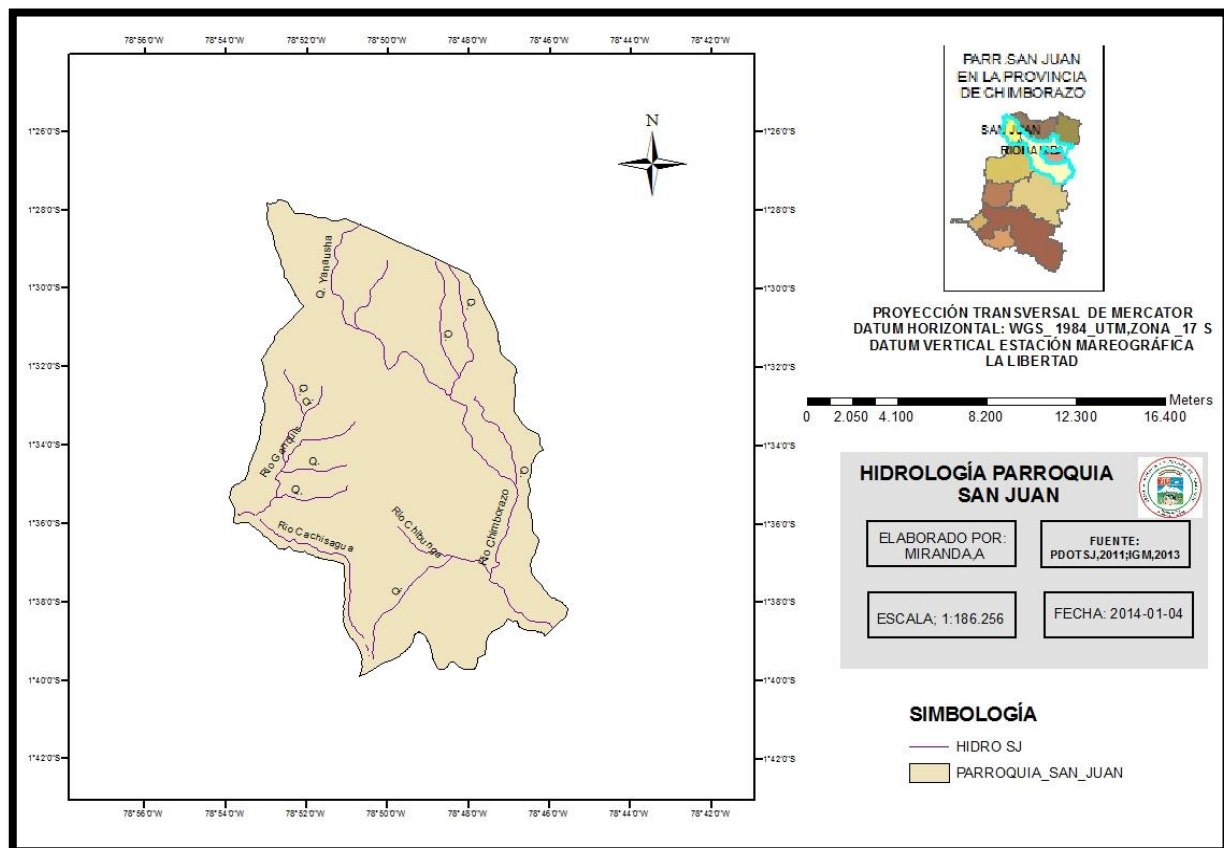 78°56'0"W 78°54'0"W 78°52'0"W 78°50'0"W 78°48'0"W 78°46'0"W 78°44'0"W 78°42'0"W
1°26'0"S 1°26'0"S
1°28'0"S 1°28'0"S
1°30'0"S 1°30'0"S
1°32'0"S 1°32'0"S
1°34'0"S 1°34'0"S
1°36'0"S 1°36'0"S
1°38'0"S 1°38'0"S
1°40'0"S 1°40'0"S
1°42'0"S 1°42'0"S
78°56'0"W 78°54'0"W 78°52'0"W 78°50'0"W 78°48'0"W 78°46'0"W 78°44'0"W 78°42'0"W
N
Q. Yanausha
Q.
Q.
Q.
Q.
Q.
Q.
Q.
Rio Cachisagua
Rio Chibunga
Rio Chimborazo
Q.
PARR.SAN JUAN
EN LA PROVINCIA
DE CHIMBORAZO
SAN JUAN
PROYECCIÓN TRANSVERSAL DE MERCATOR
DATUM HORIZONTAL: WGS_1984_UTM,ZONA_17 S
DATUM VERTICAL ESTACIÓN MAREOGRÁFICA
LA LIBERTAD
Meters
0 2.050 4.100 8.200 12.300 16.400
HIDROLOGÍA PARROQUIA
SAN JUAN
ELABORADO POR:
MIRANDA,A
FUENTE:
PDOTSJ,2011;IGM,2013
ESCALA; 1:186.256
FECHA: 2014-01-04
SIMBOLOGÍA
HIDRO SJ
PARROQUIA_SAN_JUAN